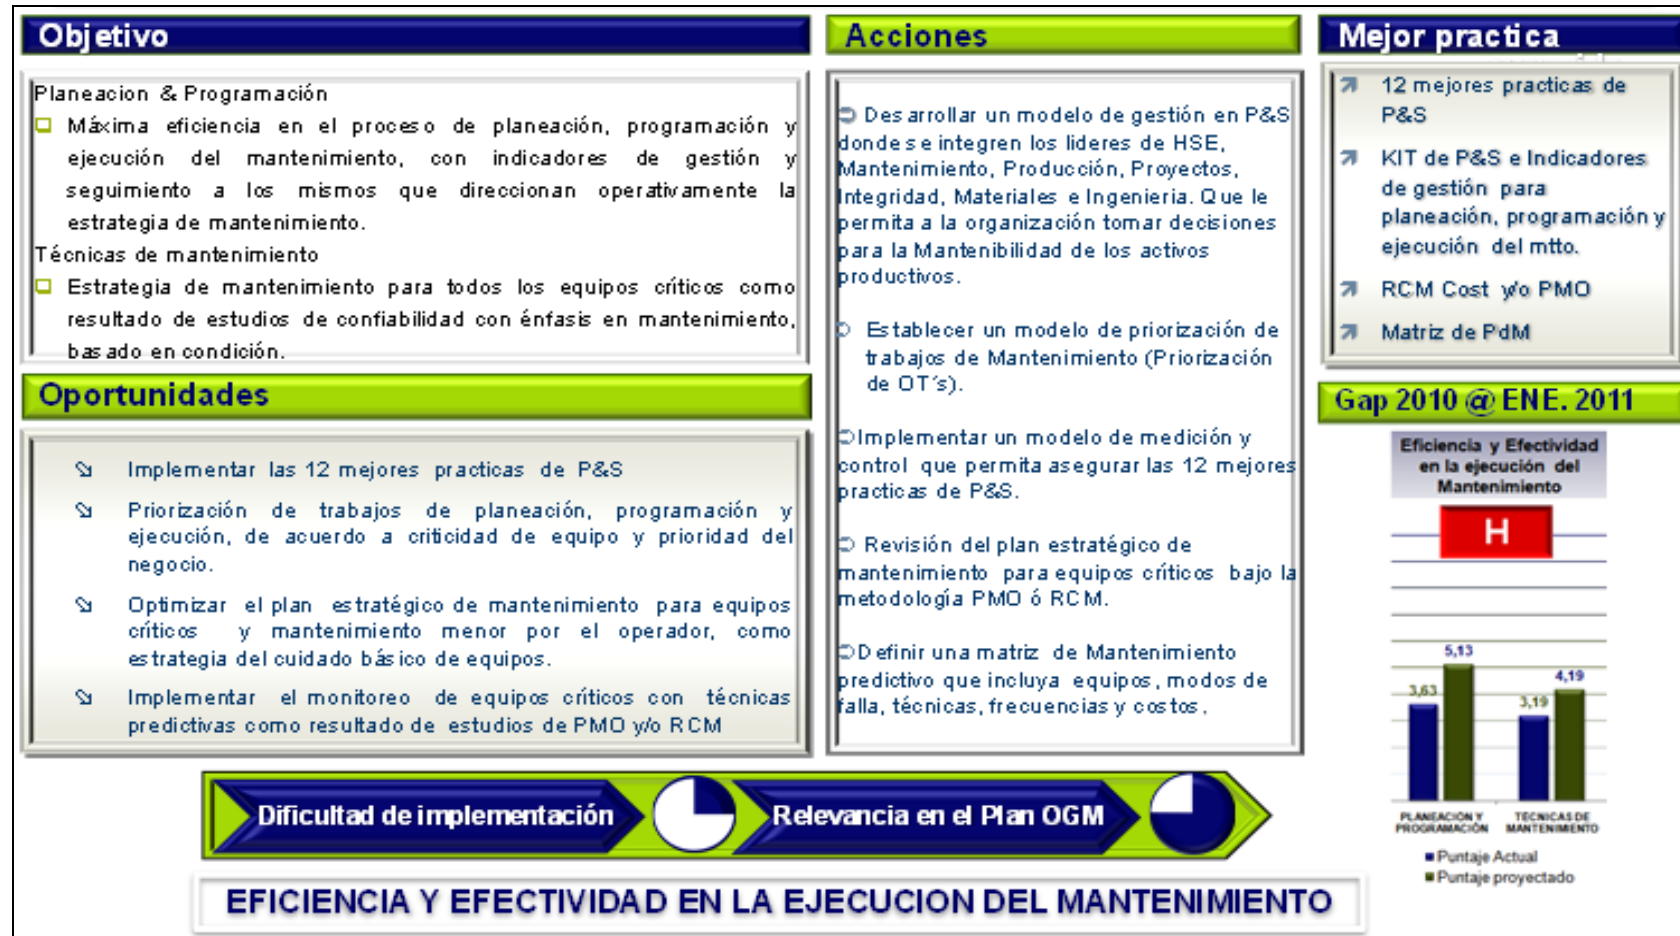 Objetivo
Planeacion & Programación
Máxima eficiencia en el proceso de planeación, programación y
ejecución del mantenimiento, con indicadores de gestión y
seguimiento a los mismos que direccionan operativamente la
estrategia de mantenimiento.
Técnicas de mantenimiento
Estrategia de mantenimiento para todos los equipos críticos como
resultado de estudios de confiabilidad con énfasis en mantenimiento,
basado en condición.
Oportunidades
Implementar las 12 mejores practicas de P&S
Priorización de trabajos de planeación, programación y
ejecución, de acuerdo a criticidad de equipo y prioridad del
negocio.
Optimizar el plan estratégico de mantenimiento para equipos
críticos y mantenimiento menor por el operador, como
estrategia del cuidado básico de equipos.
Implementar el monitoreo de equipos críticos con técnicas
predictivas como resultado de estudios de PMO y/o RCM
Acciones
Desarrollar un modelo de gestión en P&S
donde se integren los lideres de HSE,
Mantenimiento, Producción, Proyectos,
Integridad, Materiales e Ingenieria. Que le
permita a la organización tomar decisiones
para la Mantenibilidad de los activos
productivos.
Establecer un modelo de priorización de
trabajos de Mantenimiento (Priorización
de OT´s).
Implementar un modelo de medición y
control que permita asegurar las 12 mejores
practicas de P&S.
Revisión del plan estratégico de
mantenimiento para equipos críticos bajo la
metodología PMO ó RCM.
Definir una matriz de Mantenimiento
predictivo que incluya equipos, modos de
falla, técnicas, frecuencias y costos.
Mejor practica
12 mejores practicas de
P&S
KIT de P&S e Indicadores
de gestión para
planeación, programación y
ejecución del mtto.
RCM Cost y/o PMO
Matriz de PdM
Gap 2010 @ ENE. 2011
Eficiencia y Efectividad
en la ejecución del
Mantenimiento
H
5,13
3,63
4,19
3,19
PLANEACIÓN Y
PROGRAMACIÓN
TÉCNICAS DE
MANTENIMIENTO
Puntaje Actual
Puntaje proyectado
Dificultad de implementación
Relevancia en el Plan OGM
EFICIENCIA Y EFECTIVIDAD EN LA EJECUCION DEL MANTENIMIENTO